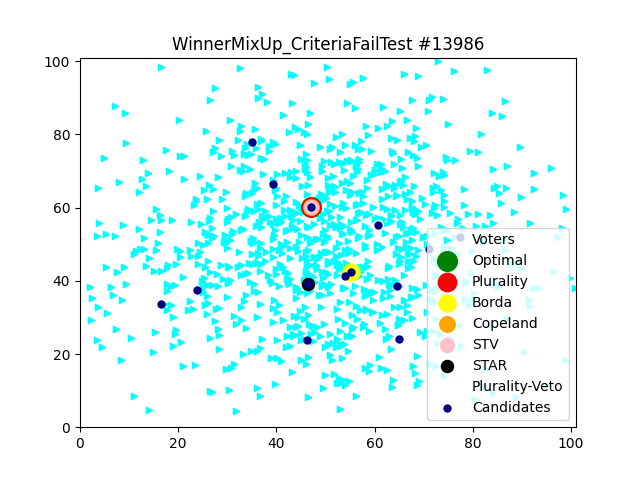 WinnerMixUp_CriteriaFailTest #13986
100
80
60
40
20
0
0
20
40
60
80
100
Voters
Optimal
Plurality
Borda
Copeland
STV
STAR
Plurality-Veto
Candidates